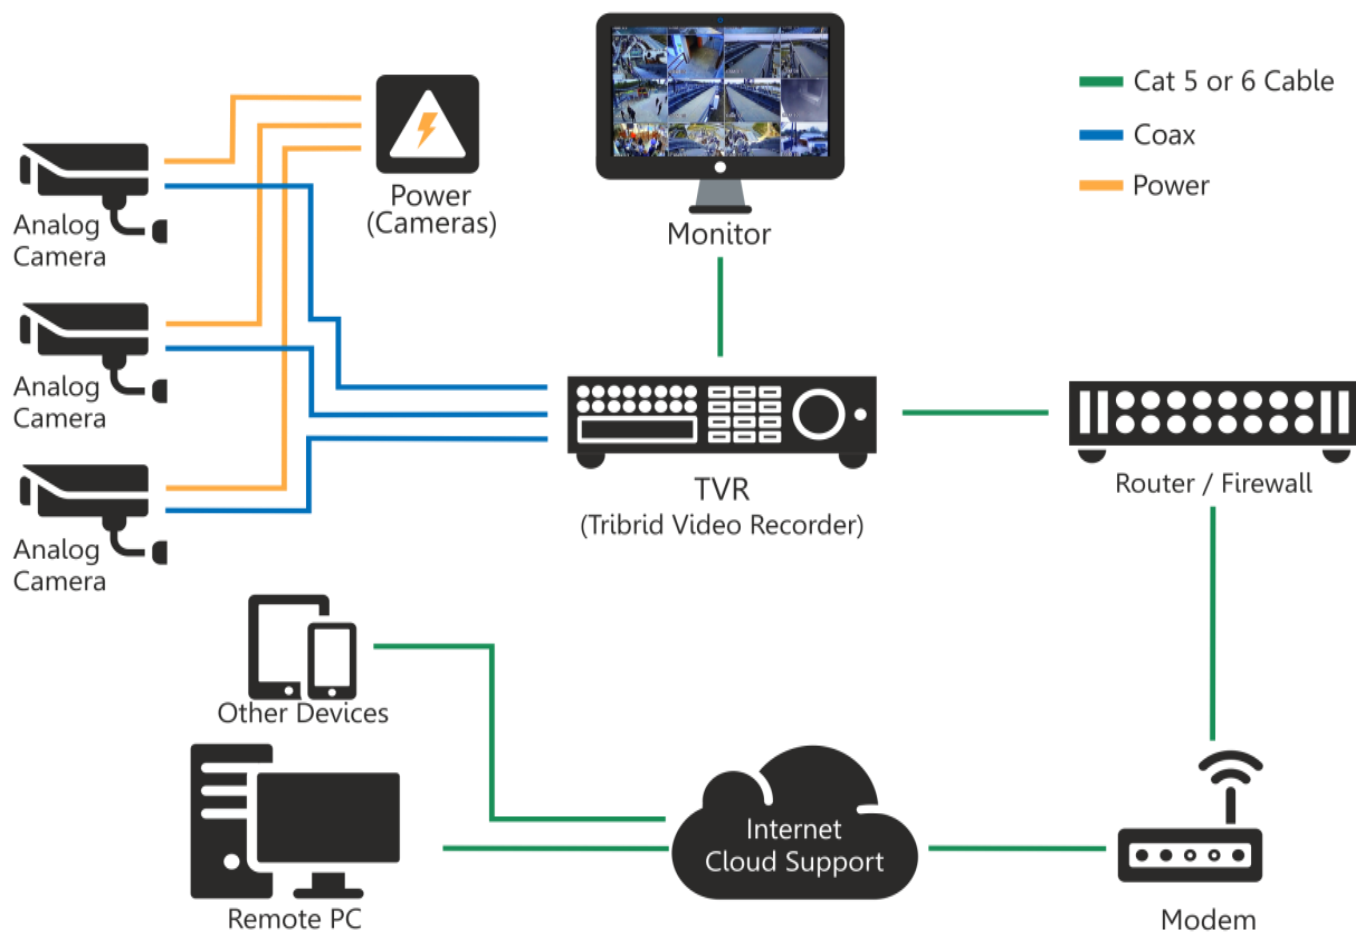 Cat 5 or 6 Cable
Coax
Power
Power
(Cameras)
Monitor
Analog
Camera
Analog
Camera
Analog
Camera
TVR
(Tribrid Video Recorder)
Router / Firewall
Other Devices
Internet
Cloud Support
Remote PC
Modem